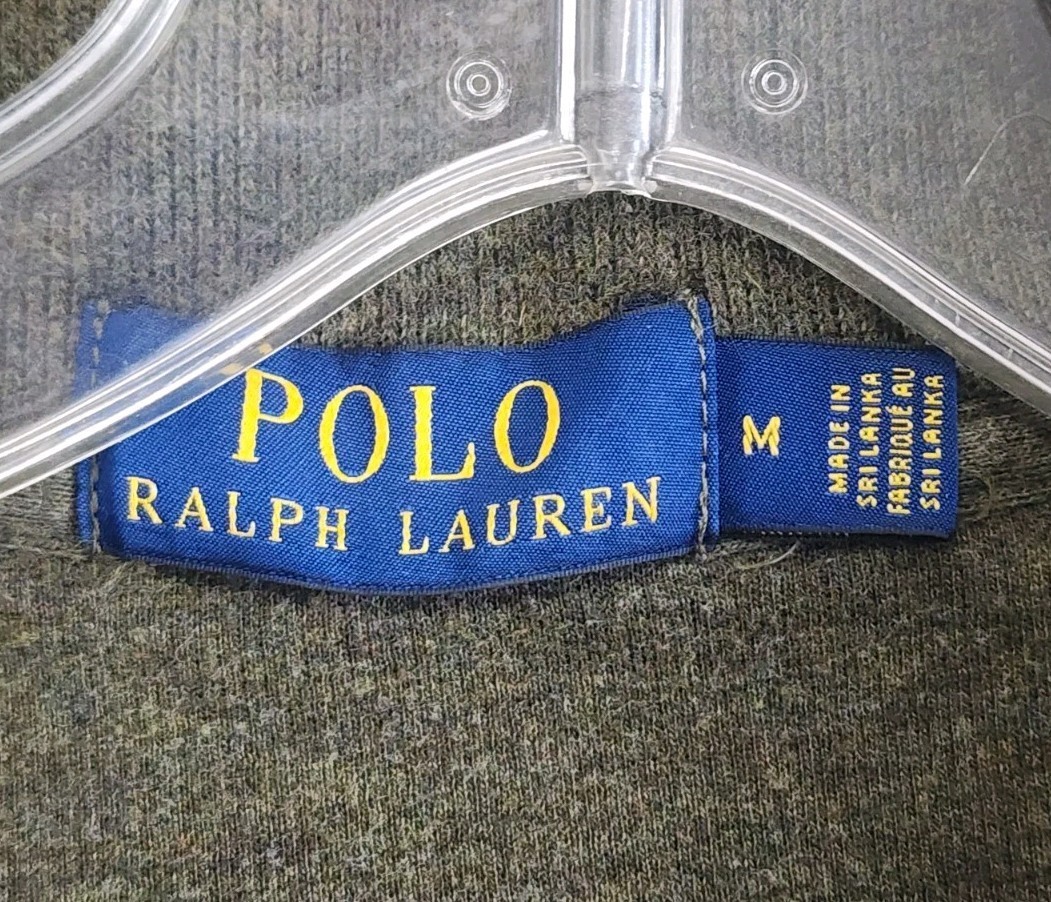 POLO
RALPH LAUREN
M
MADE IN
SRI LANKA
FABRIQUÉ AU
SRI LANKA